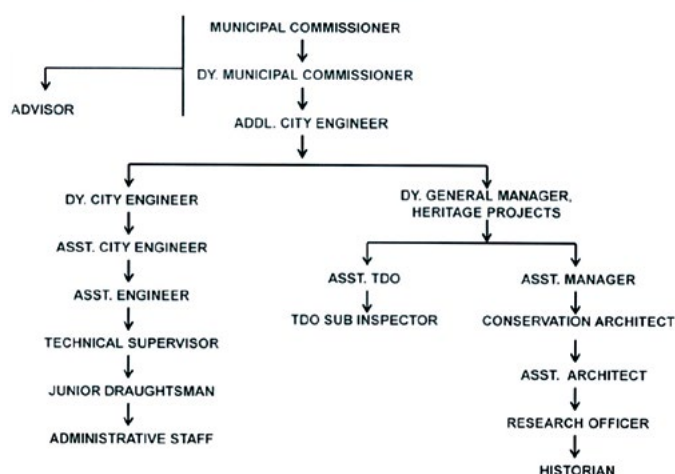 MUNICIPAL COMMISSIONER
DY. MUNICIPAL COMMISSIONER
ADVISOR
ADDL. CITY ENGINEER
DY. CITY ENGINEER
ASST. CITY ENGINEER
ASST. ENGINEER
TECHNICAL SUPERVISOR
JUNIOR DRAUGHTSMAN
ADMINISTRATIVE STAFF
DY. GENERAL MANAGER,
HERITAGE PROJECTS
ASST. TDO
TDO SUB INSPECTOR
ASST. MANAGER
CONSERVATION ARCHITECT
ASST. ARCHITECT
RESEARCH OFFICER
HISTORIAN